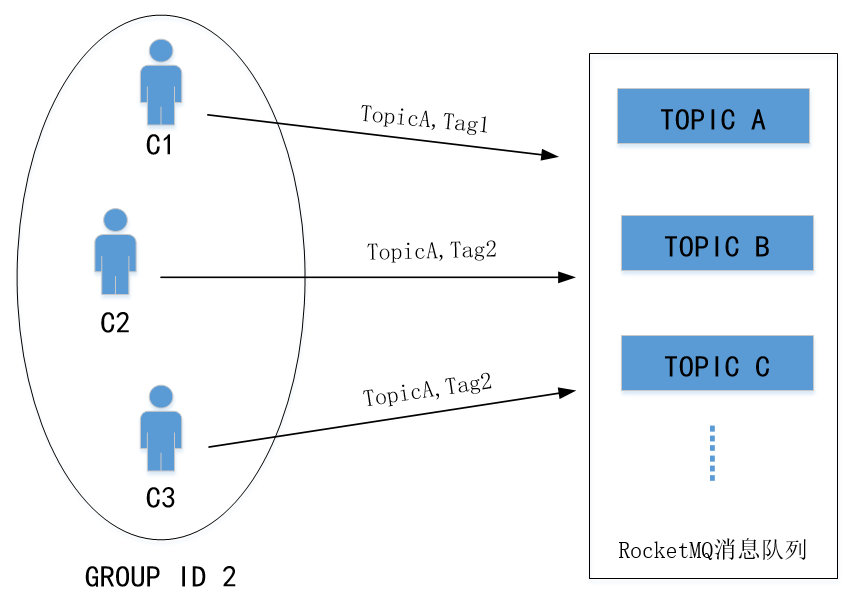 C1
TopicA,Tag1
TOPIC A
C2
TopicA,Tag2
TOPIC B
C3
TopicA,Tag2
TOPIC C
RocketMQ消息队列
GROUP ID 2